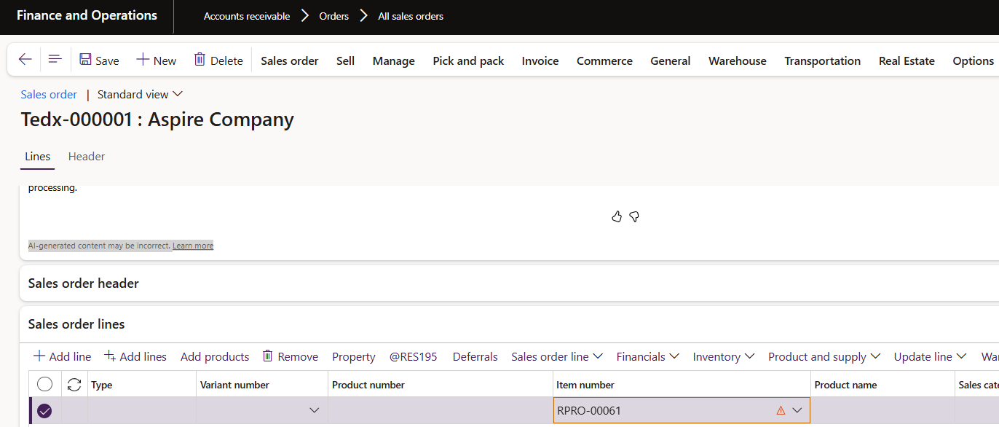 Finance and Operations
Accounts receivable > Orders > All sales orders
Save New Delete Sales order Sell Manage Pick and pack Invoice Commerce General Warehouse Transportation Real Estate Options
Sales order | Standard view
Tedx-000001 : Aspire Company
Lines Header
processing.
AI-generated content may be incorrect. Learn more
Sales order header
Sales order lines
Add line Add lines Add products Remove Property @RES195 Deferrals Sales order line Financials Inventory Product and supply Update line War
Type Variant number Product number Item number Product name Sales cate
RPRO-00061